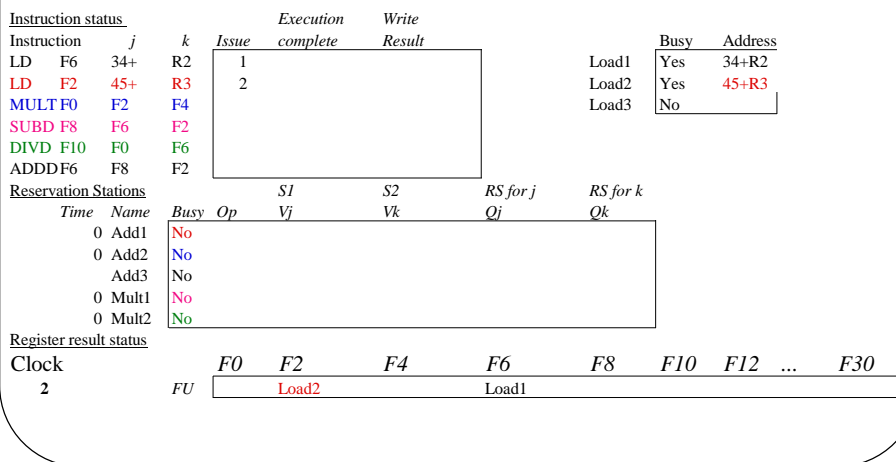 Instruction status Execution Write
Instruction j k Issue complete Result Busy Address
LD F6 34+ R2 1 Load1 Yes 34+R2
LD F2 45+ R3 2 Load2 Yes 45+R3
MULT F0 F2 F4 Load3 No
SUBD F8 F6 F2
DIVD F10 F0 F6
ADDD F6 F8 F2
Reservation Stations S1 S2 RS for j RS for k
Time Name Busy Op Vj Vk Qj Qk
0 Add1 No
0 Add2 No
Add3 No
0 Mult1 No
0 Mult2 No
Register result status
Clock F0 F2 F4 F6 F8 F10 F12 ... F30
2 FU Load2 Load1